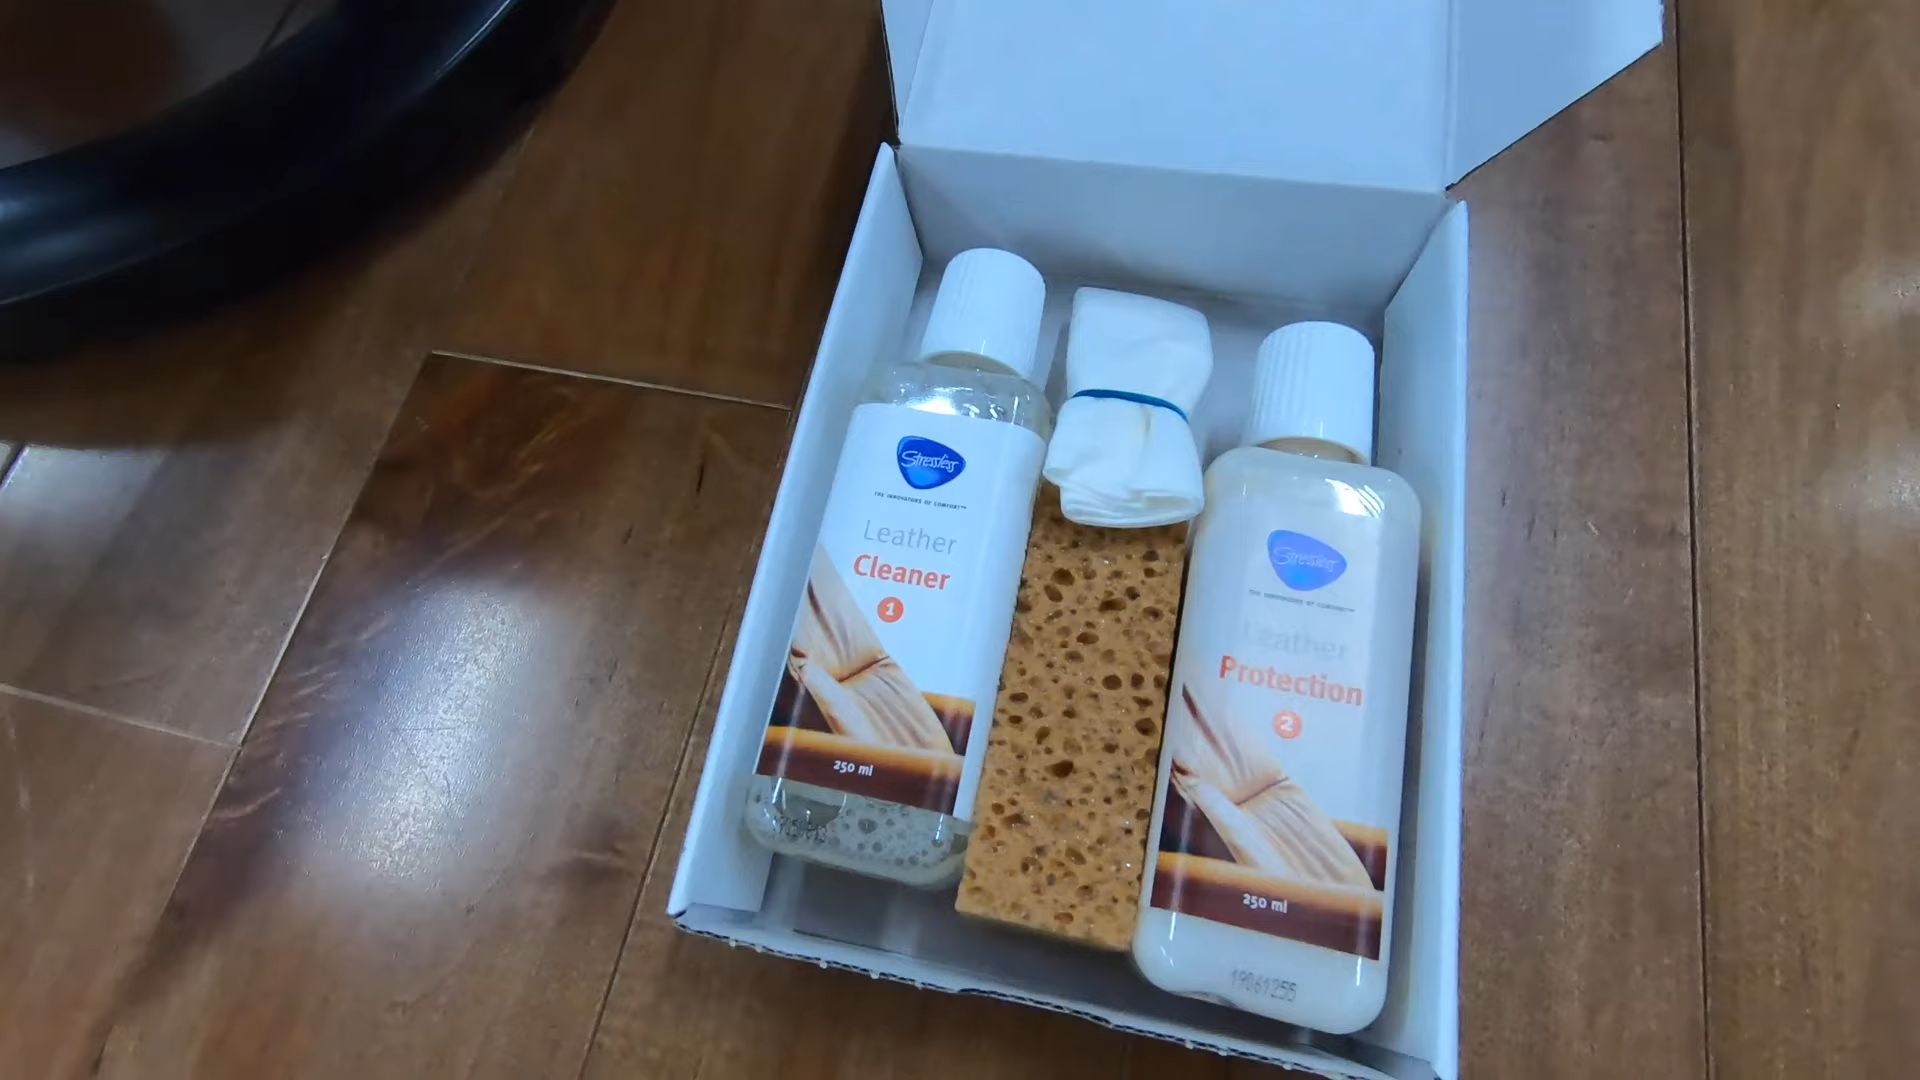 Stressless
THE INNOVATORS OF COMFORT™
Leather
Cleaner
1
250 ml
Stressless
THE INNOVATORS OF COMFORT™
Leather
Protection
2
250 ml
19061255